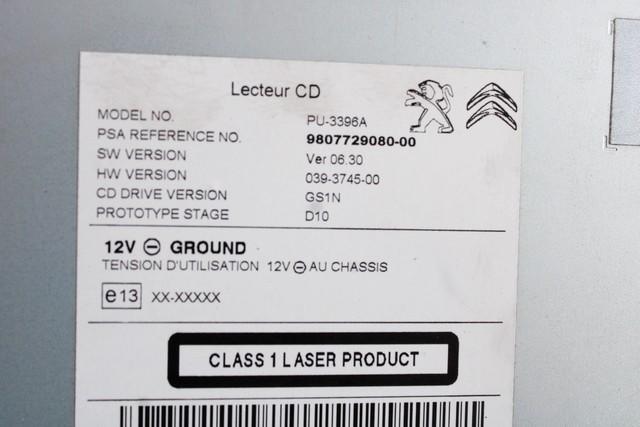 Lecteur CD
MODEL NO. PU-3396A
PSA REFERENCE NO. 9807729080-00
SW VERSION Ver 06.30
HW VERSION 039-3745-00
CD DRIVE VERSION GS1N
PROTOTYPE STAGE D10
12V ⊖ GROUND
TENSION D'UTILISATION 12V ⊖ AU CHASSIS
e13 XX-XXXXX
CLASS 1 LASER PRODUCT